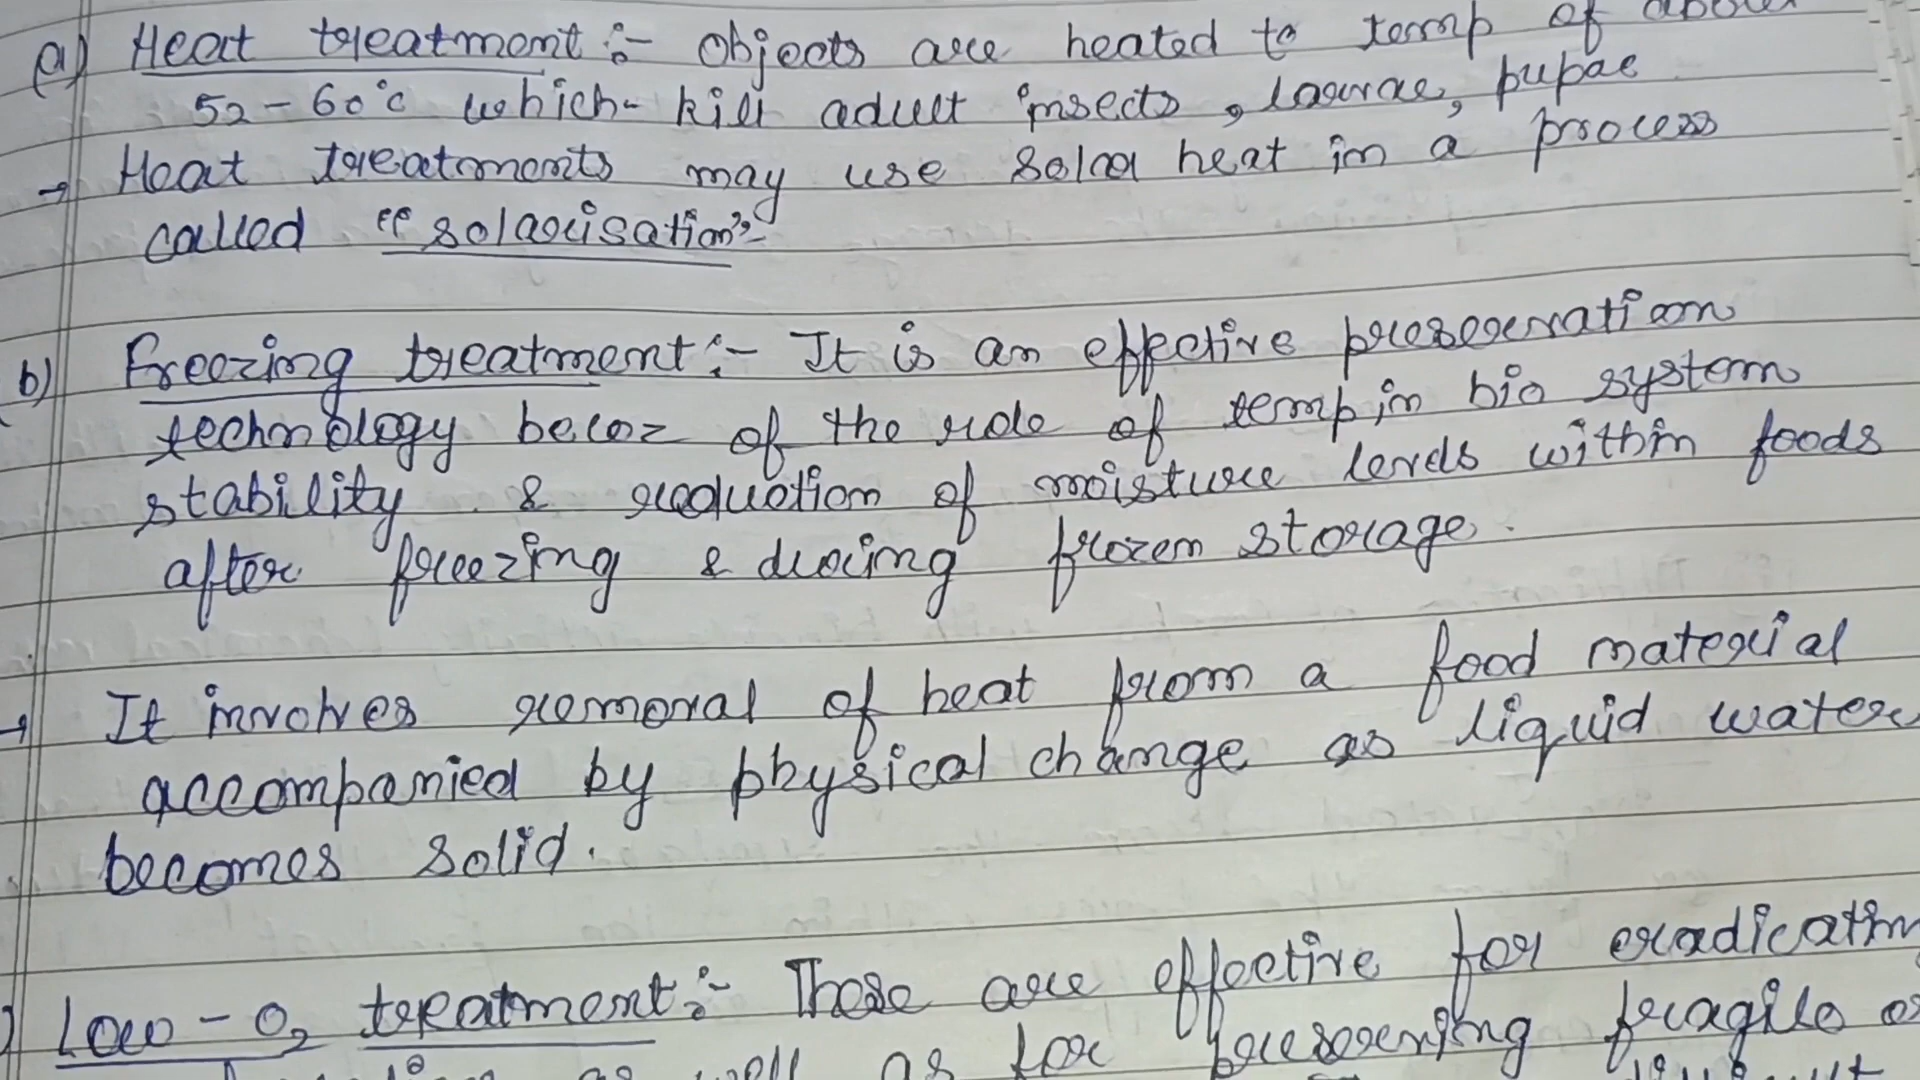 a) Heat treatment :- Objects are heated to temp of about
52-60°c which kill adult insects, larvae, pupae
→ Heat treatments may use solar heat in a process
called "solarisation"
b) Freezing treatment :- It is an effective preservation
technology becoz of the role of temp in bio system
stability & reduction of moisture levels within foods
after freezing & during frozen storage.
→ It involves removal of heat from a food material
accompanied by physical change as liquid water
becomes solid.
) Low-O₂ treatment :- These are effective for eradicatin
as well as for preserving fragile